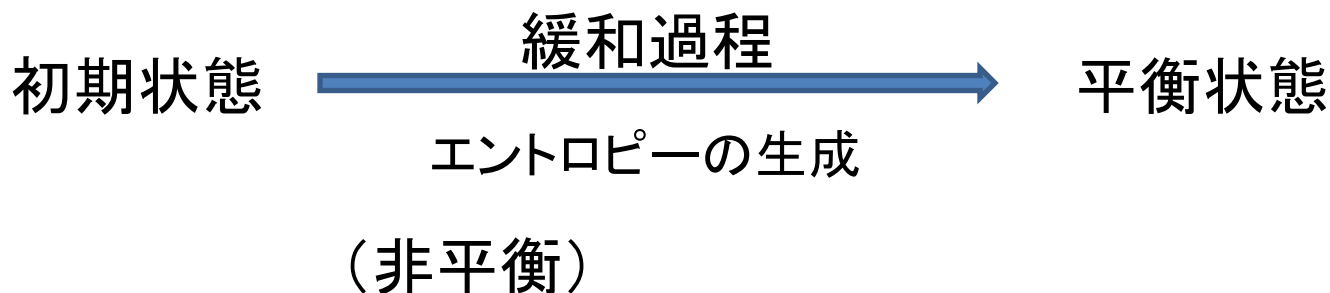 緩和過程
初期状態
平衡状態
エントロピーの生成
（非平衡）